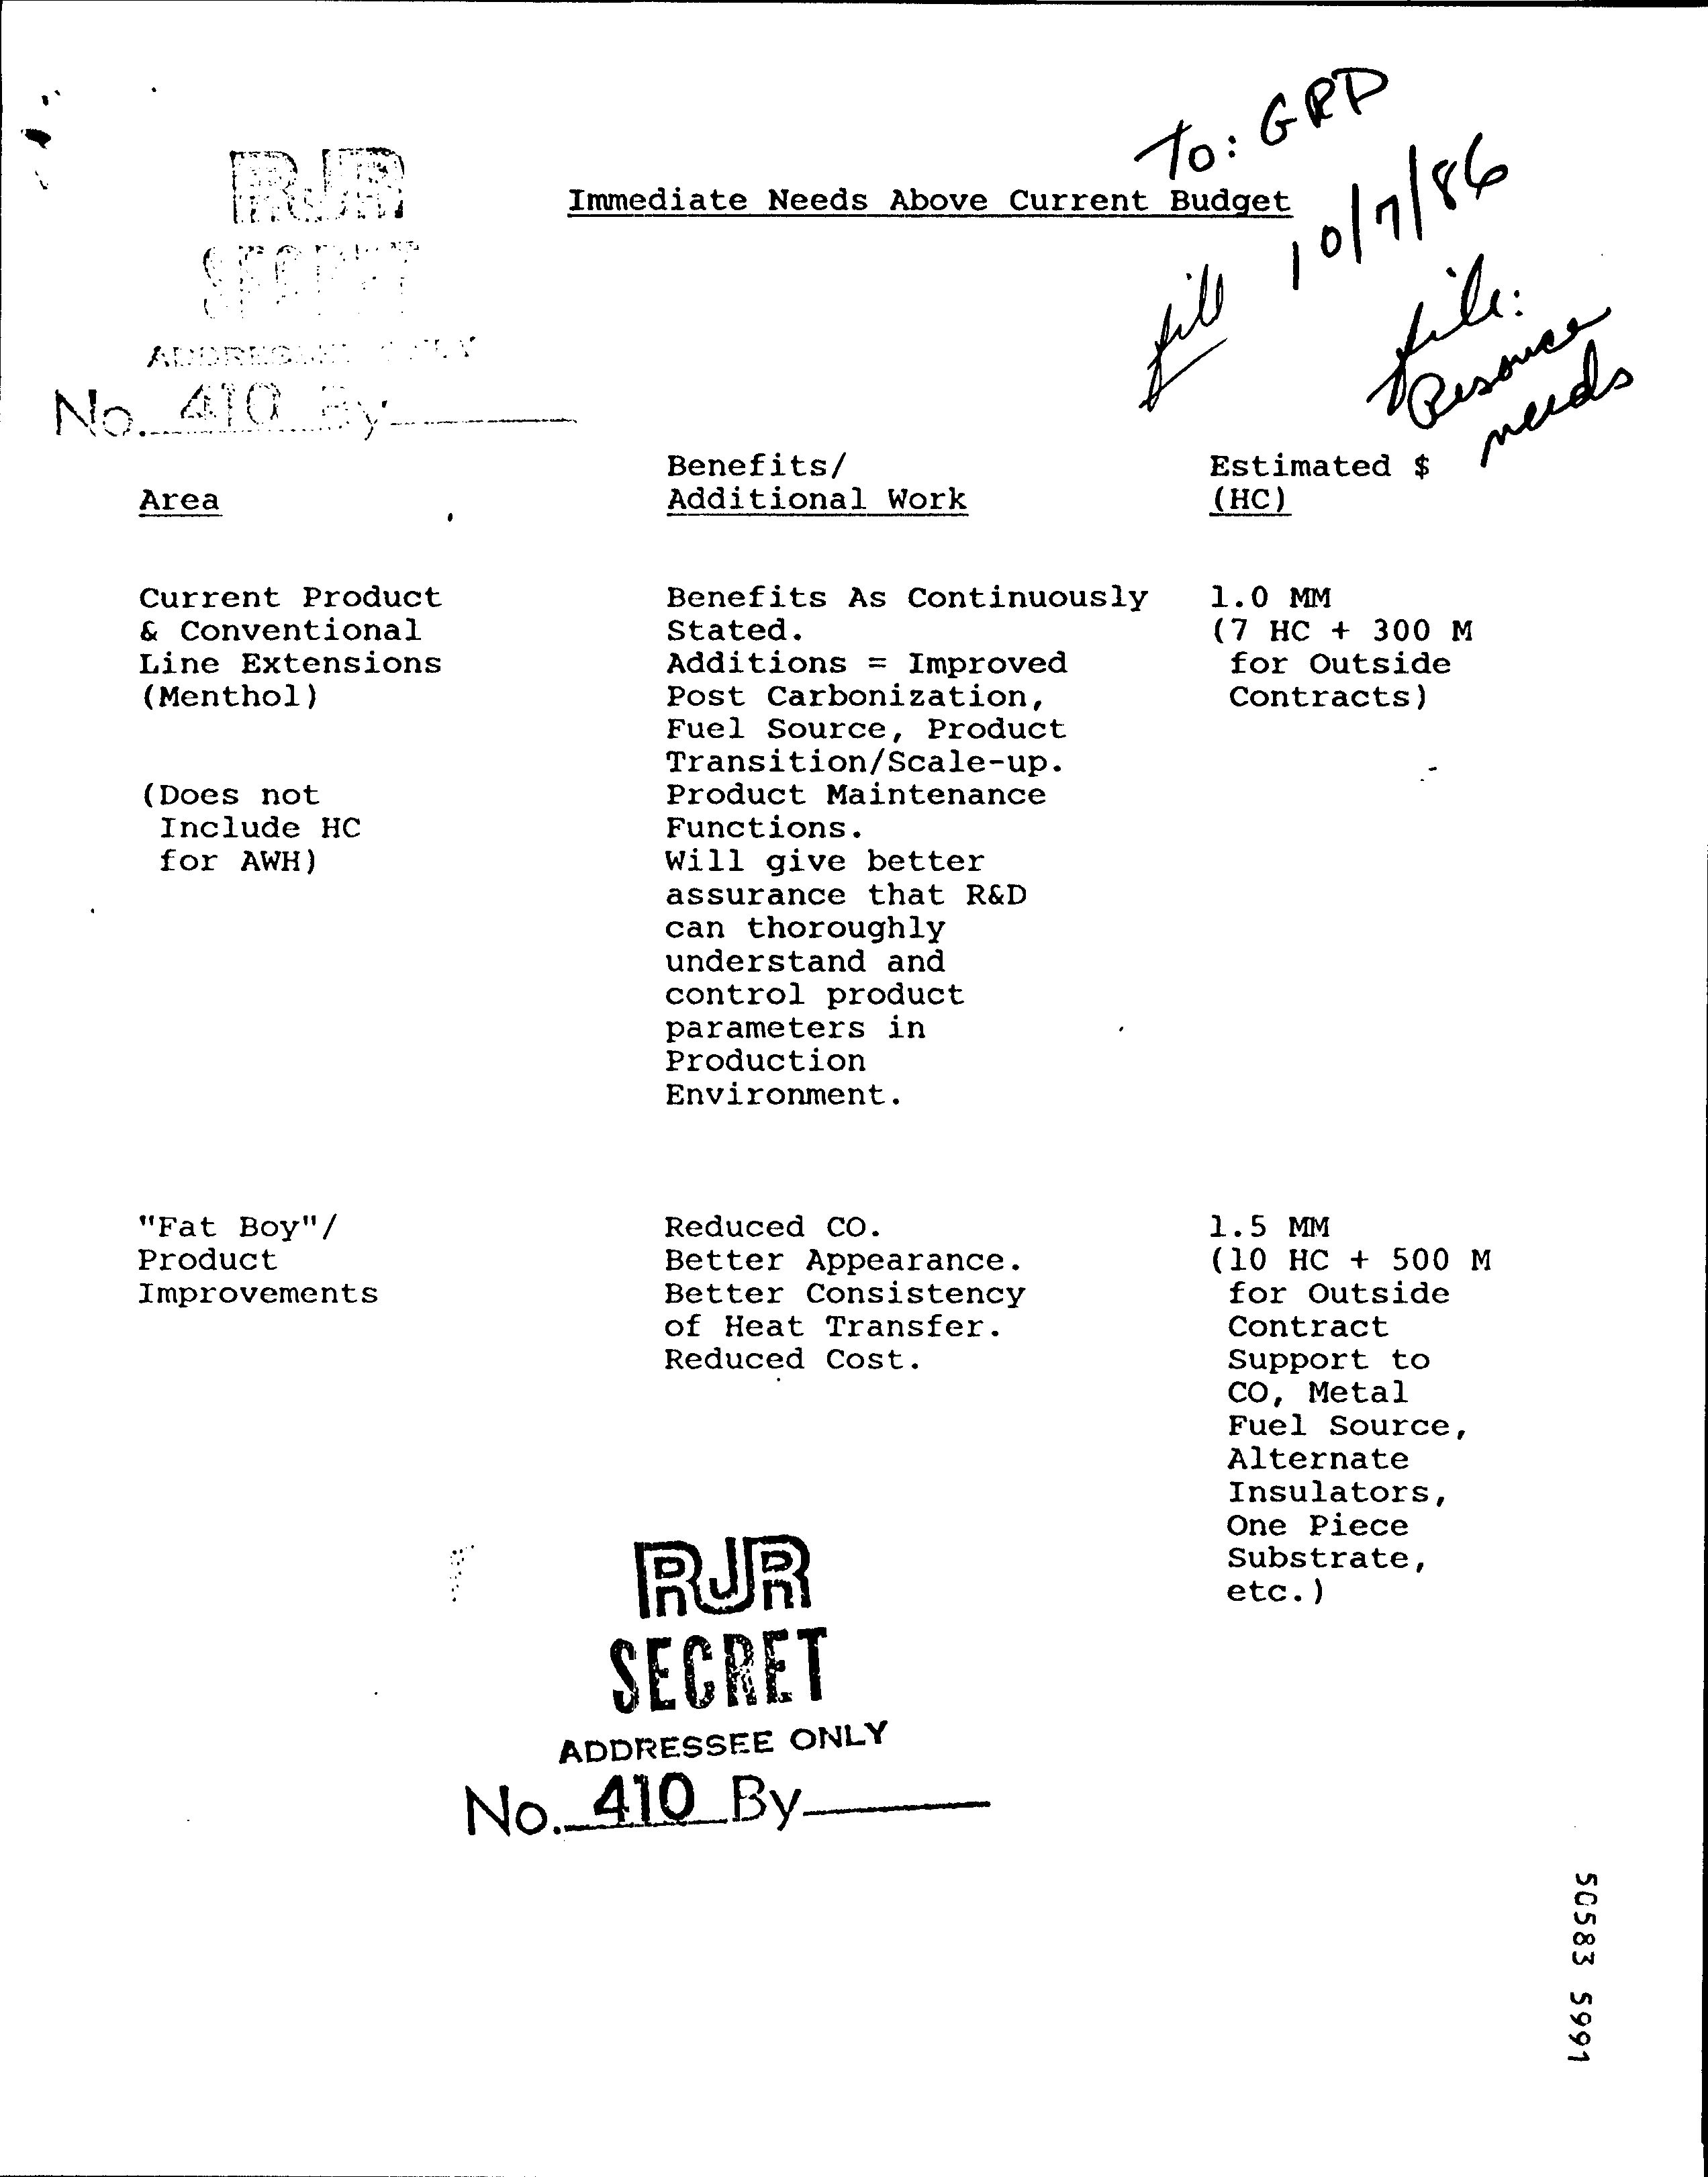 To: GRD
RJR
Immediate Needs Above Current Budget
10/7/86
SECRET
file
file:
Resource
needs
ADDRESSEE ONLY
No. 410 By
Benefits/ Estimated $
Area Additional Work (HC)
Current Product Benefits As Continuously 1.0 MM
& Conventional Stated. (7 HC + 300 M
Line Extensions Additions = Improved for Outside
(Menthol) Post Carbonization, Contracts)
Fuel Source, Product
Transition/Scale-up.
(Does not Product Maintenance
Include HC Functions.
for AWH) Will give better
assurance that R&D
can thoroughly
understand and
control product
parameters in
Production
Environment.
"Fat Boy"/ Reduced CO. 1.5 MM
Product Better Appearance. (10 HC + 500 M
Improvements Better Consistency for Outside
of Heat Transfer. Contract
Reduced Cost. Support to
CO, Metal
Fuel Source,
Alternate
Insulators,
One Piece
Substrate,
etc.)
RJR
SECRET
ADDRESSEE ONLY
No. 410 By
50583 5991